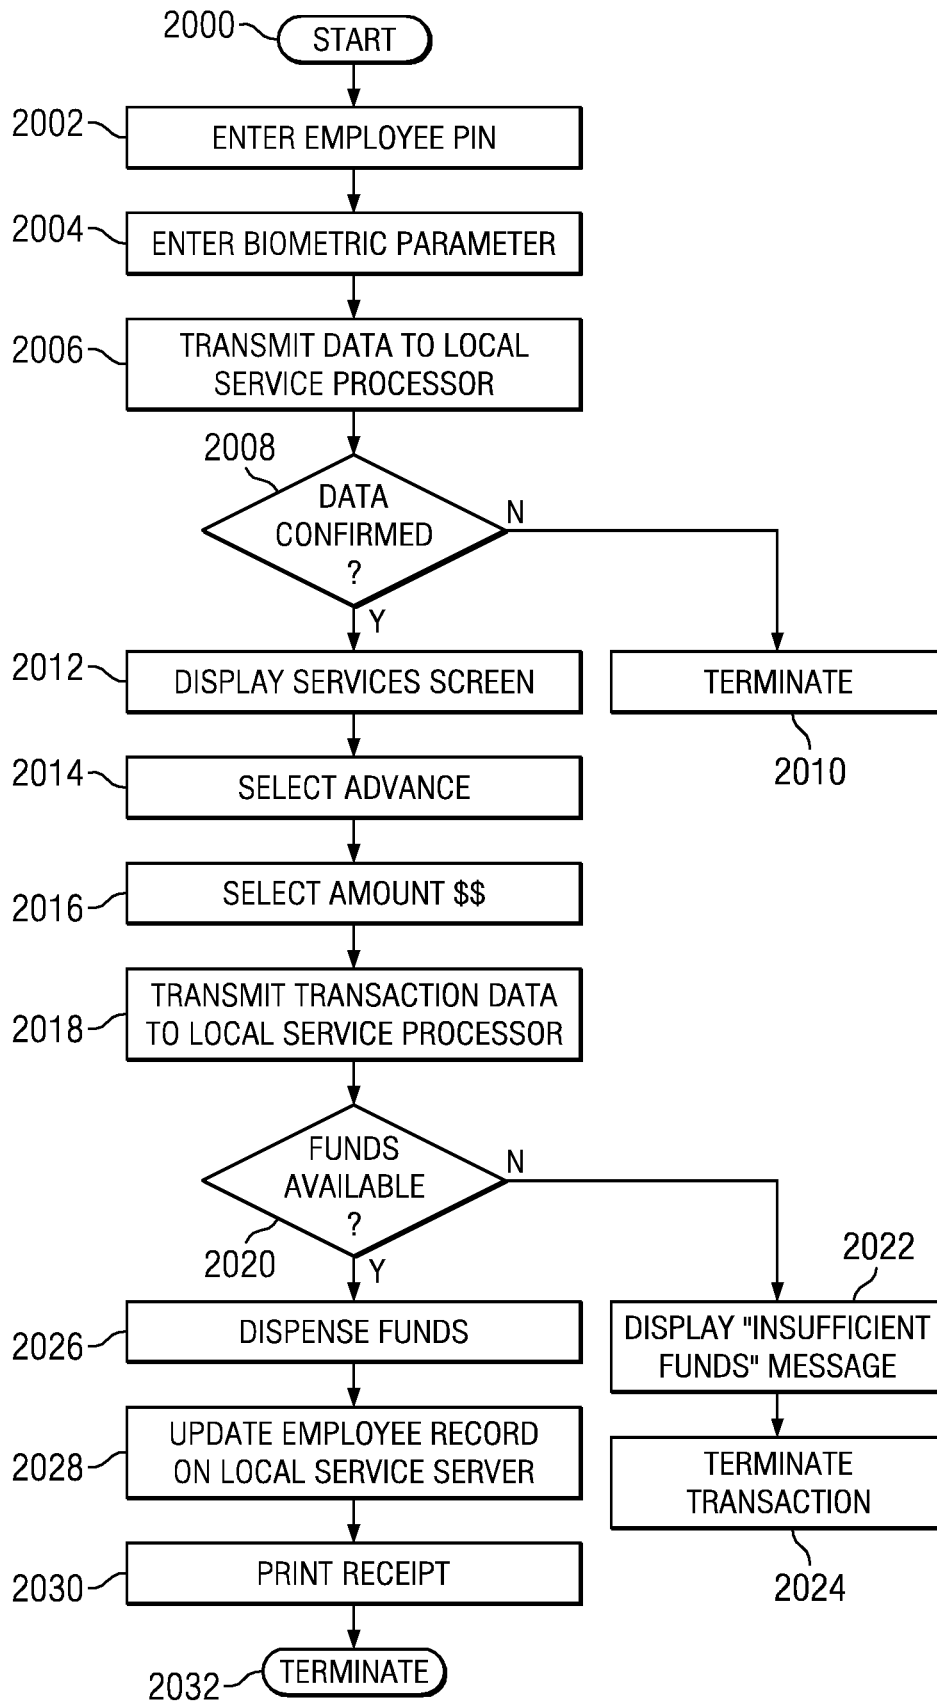 2000
START
2002
ENTER EMPLOYEE PIN
2004
ENTER BIOMETRIC PARAMETER
2006
TRANSMIT DATA TO LOCAL
SERVICE PROCESSOR
2008
DATA
CONFIRMED
?
N
Y
2012
DISPLAY SERVICES SCREEN
TERMINATE
2010
2014
SELECT ADVANCE
2016
SELECT AMOUNT $$
2018
TRANSMIT TRANSACTION DATA
TO LOCAL SERVICE PROCESSOR
FUNDS
AVAILABLE
?
2020
N
Y
2022
DISPLAY "INSUFFICIENT
FUNDS" MESSAGE
2026
DISPENSE FUNDS
2028
UPDATE EMPLOYEE RECORD
ON LOCAL SERVICE SERVER
TERMINATE
TRANSACTION
2024
2030
PRINT RECEIPT
2032
TERMINATE